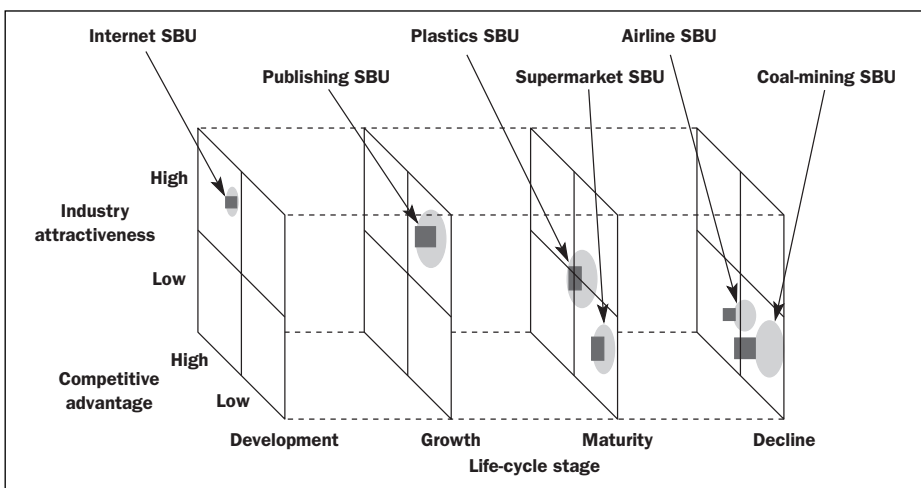 Internet SBU
Plastics SBU
Airline SBU
Publishing SBU
Supermarket SBU
Coal-mining SBU
High
Industry
attractiveness
Low
High
Competitive
advantage
Low
Development
Growth
Maturity
Decline
Life-cycle stage